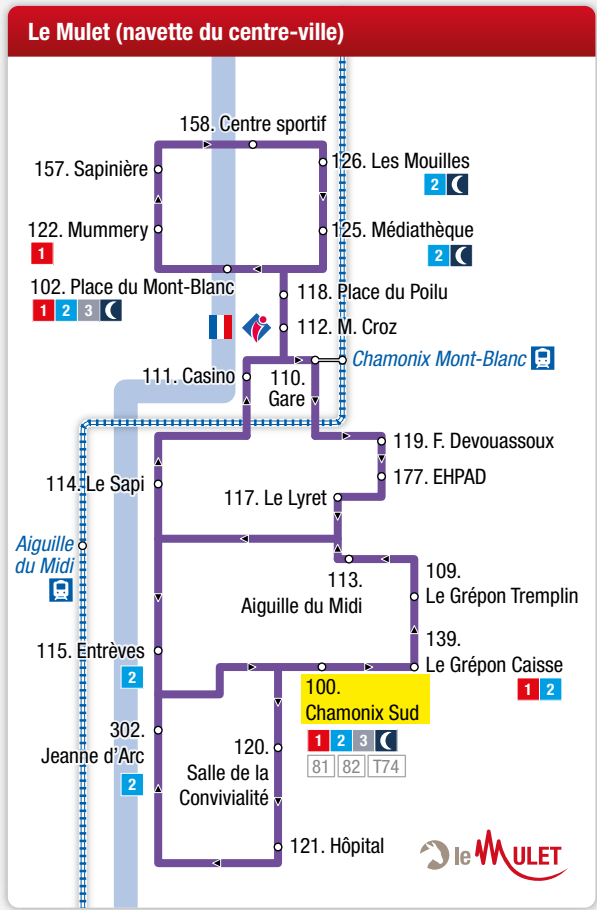 Le Mulet (navette du centre-ville)
158. Centre sportif
157. Sapinière
126. Les Mouilles
2
122. Mummery
1
125. Médiathèque
2
102. Place du Mont-Blanc
1 2 3
118. Place du Poilu
112. M. Croz
Chamonix Mont-Blanc
111. Casino
110.
Gare
119. F. Devouassoux
177. EHPAD
114. Le Sapi
117. Le Lyret
Aiguille
du Midi
113.
Aiguille du Midi
109.
Le Grépon Tremplin
115. Entrèves
2
139.
Le Grépon Caisse
1 2
100.
Chamonix Sud
1 2 3
81 82 T74
302.
Jeanne d'Arc
2
120.
Salle de la
Convivialité
121. Hôpital
le MULET